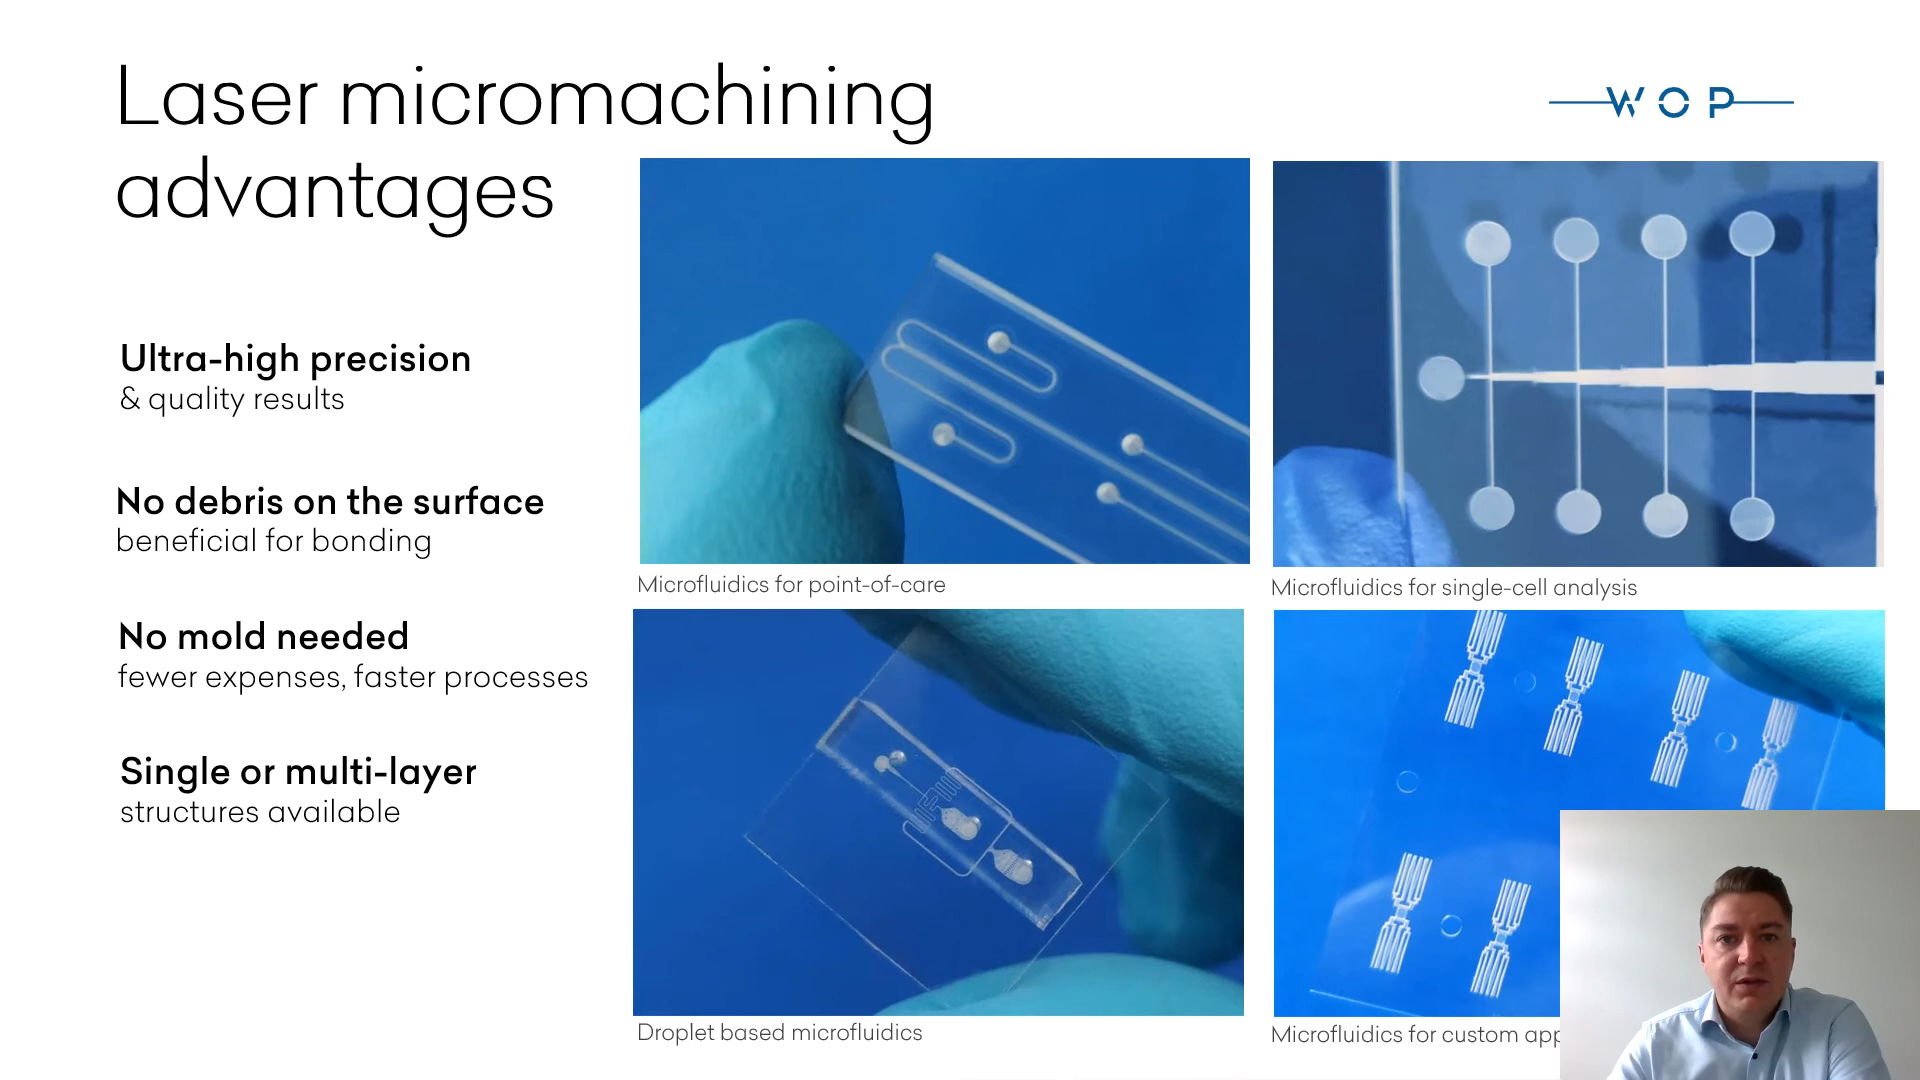 Laser micromachining
advantages
WOP
Ultra-high precision
& quality results
No debris on the surface
beneficial for bonding
No mold needed
fewer expenses, faster processes
Single or multi-layer
structures available
Microfluidics for point-of-care
Microfluidics for single-cell analysis
Droplet based microfluidics
Microfluidics for custom